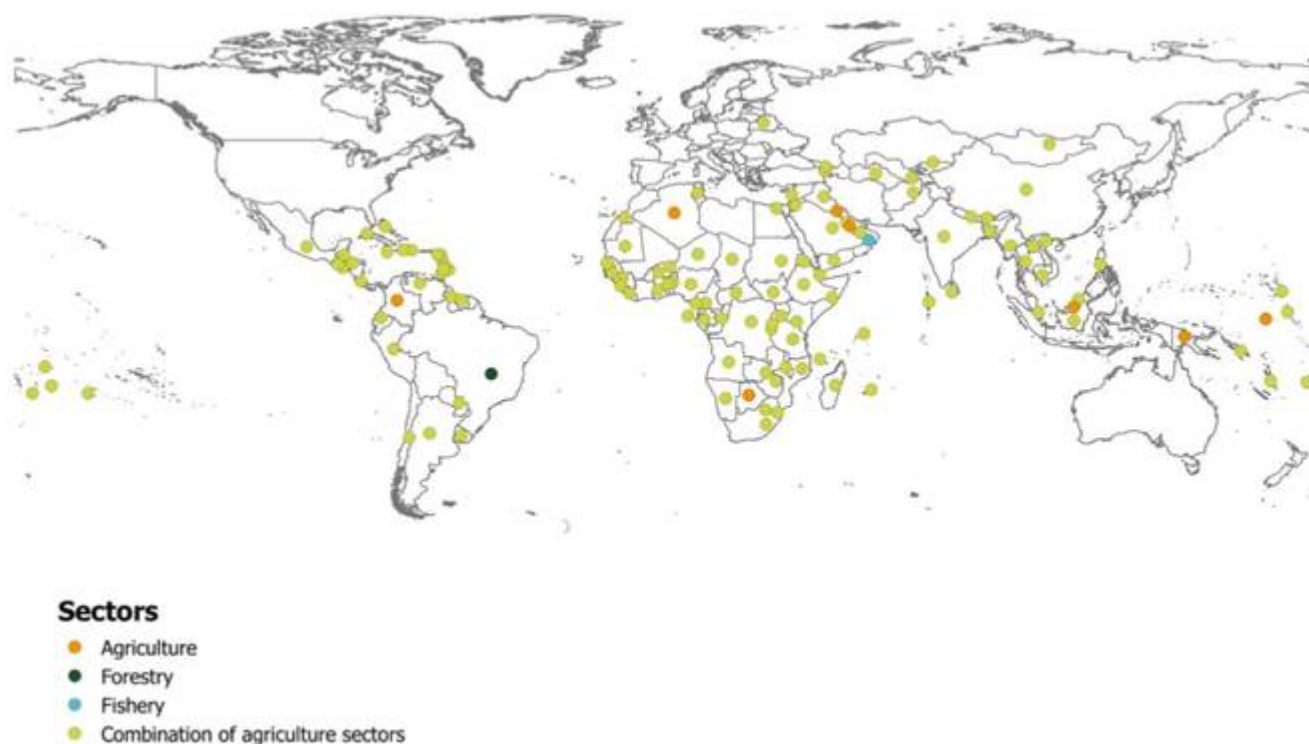 Sectors
Agriculture
Forestry
Fishery
Combination of agriculture sectors